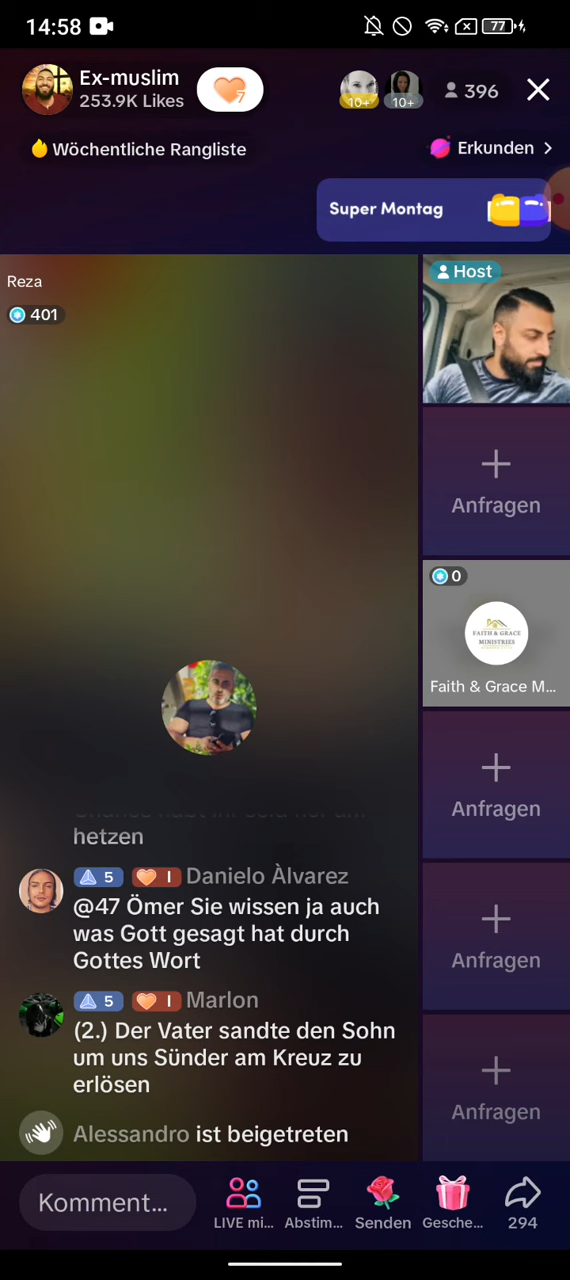 14:58
77
Ex-muslim
253.9K Likes
7
10+
10+
396
Wöchentliche Rangliste
Erkunden
Super Montag
Reza
401
Host
Anfragen
0
FAITH & GRACE
MINISTRIES
Faith & Grace M...
Anfragen
Anfragen
Anfragen
hetzen
5 I Danielo Àlvarez
@47 Ömer Sie wissen ja auch
was Gott gesagt hat durch
Gottes Wort
5 I Marlon
(2.) Der Vater sandte den Sohn
um uns Sünder am Kreuz zu
erlösen
Alessandro ist beigetreten
Komment...
LIVE mi...
Abstim...
Senden
Gesche...
294